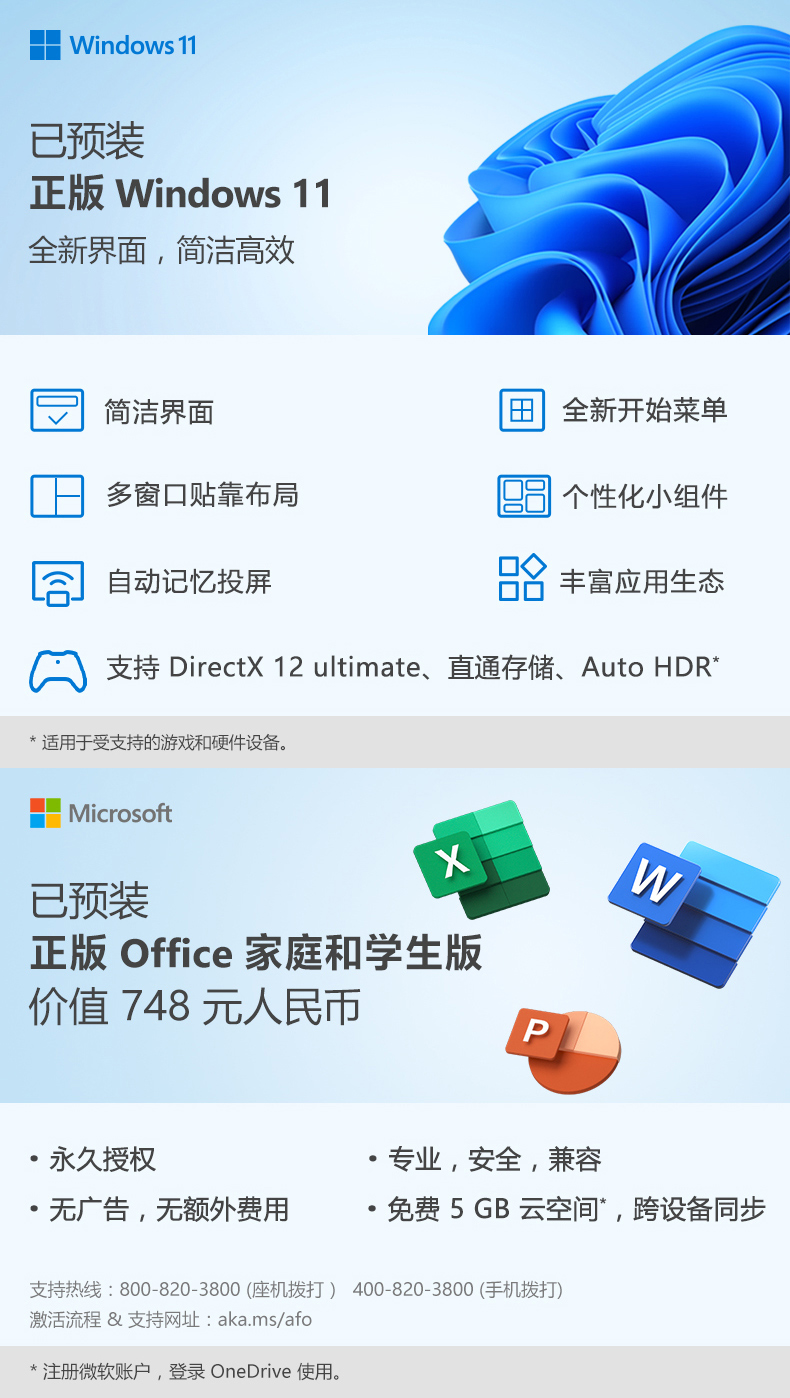 Windows 11
已预装
正版 Windows 11
全新界面，简洁高效
简洁界面
全新开始菜单
多窗口贴靠布局
个性化小组件
自动记忆投屏
丰富应用生态
支持 DirectX 12 ultimate、直通存储、Auto HDR*
* 适用于受支持的游戏和硬件设备。
Microsoft
X
W
已预装
正版 Office 家庭和学生版
价值 748 元人民币
P
• 永久授权
• 专业，安全，兼容
• 无广告，无额外费用
• 免费 5 GB 云空间*，跨设备同步
支持热线：800-820-3800 (座机拨打 ) 400-820-3800 (手机拨打)
激活流程 & 支持网址：aka.ms/afo
* 注册微软账户，登录 OneDrive 使用。